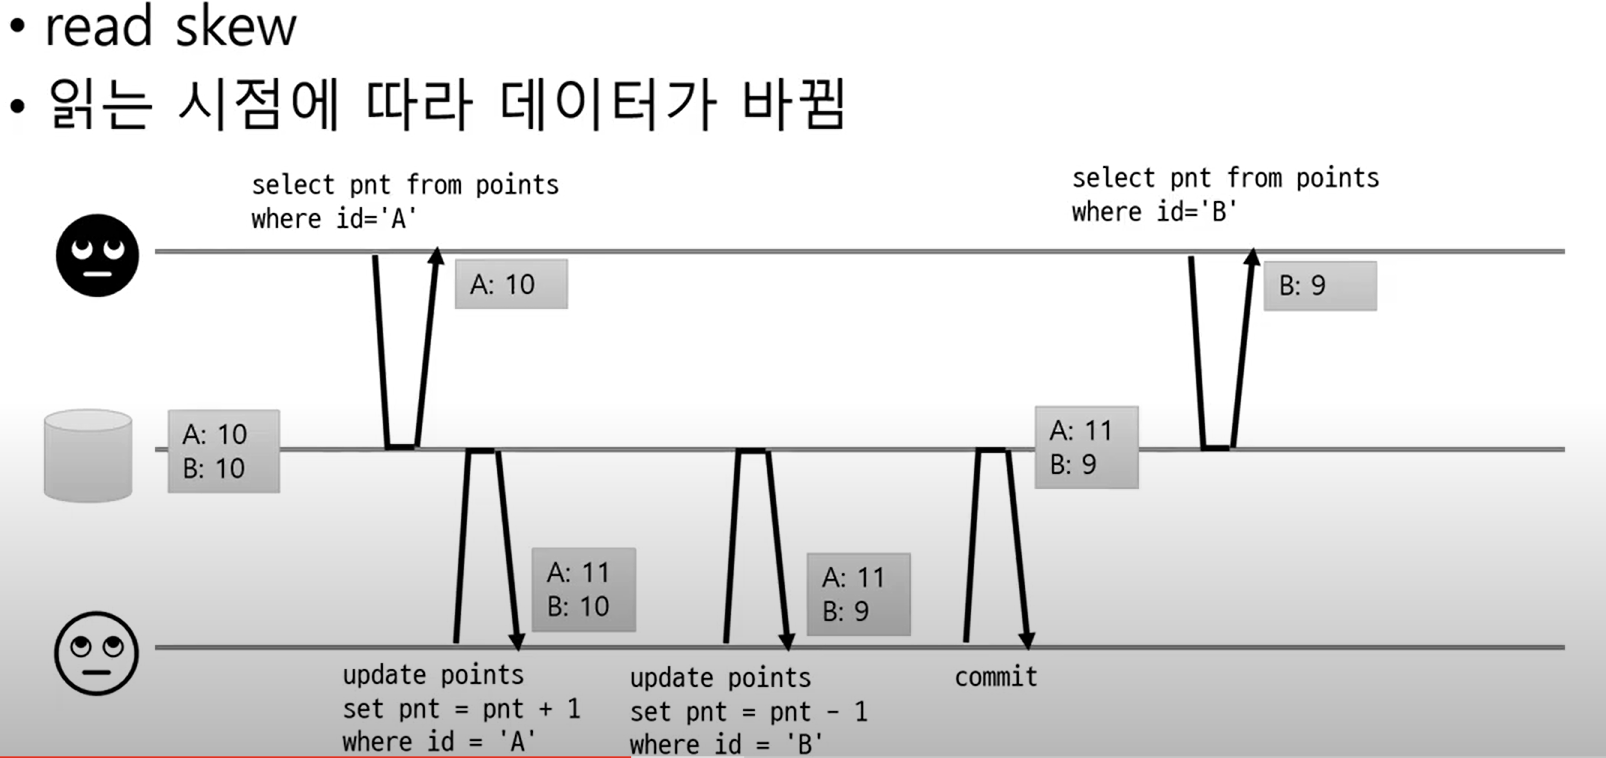 • read skew
• 읽는 시점에 따라 데이터가 바뀜
select pnt from points
where id='A'
select pnt from points
where id='B'
A: 10
B: 9
A: 10
B: 10
A: 11
B: 9
A: 11
B: 10
A: 11
B: 9
update points
set pnt = pnt + 1
where id = 'A'
update points
set pnt = pnt - 1
where id = 'B'
commit